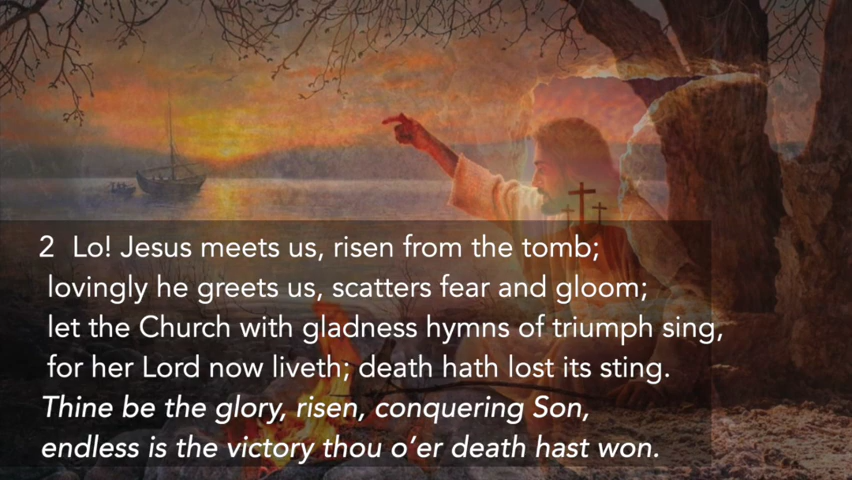 2 Lo! Jesus meets us, risen from the tomb;
lovingly he greets us, scatters fear and gloom;
let the Church with gladness hymns of triumph sing,
for her Lord now liveth; death hath lost its sting.
Thine be the glory, risen, conquering Son,
endless is the victory thou o’er death hast won.